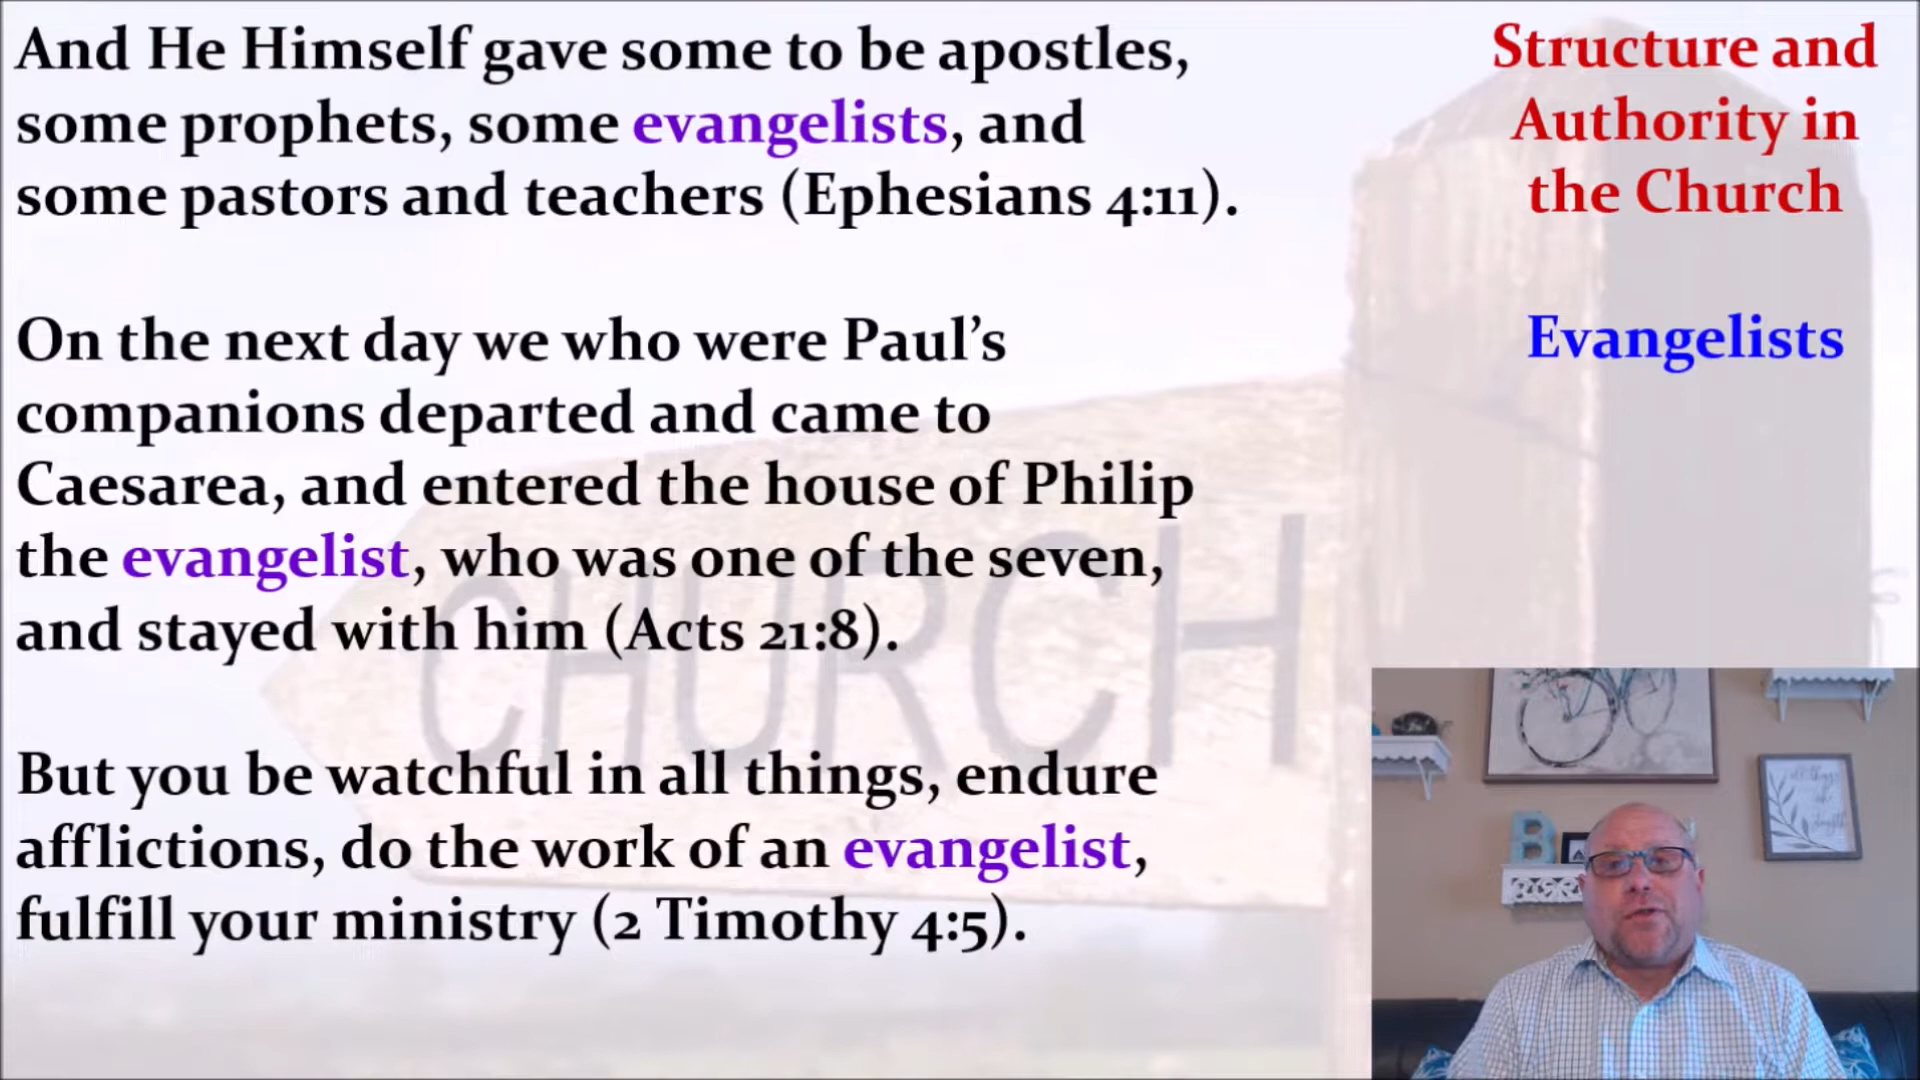 And He Himself gave some to be apostles,
some prophets, some evangelists, and
some pastors and teachers (Ephesians 4:11).
On the next day we who were Paul’s
companions departed and came to
Caesarea, and entered the house of Philip
the evangelist, who was one of the seven,
and stayed with him (Acts 21:8).
But you be watchful in all things, endure
afflictions, do the work of an evangelist,
fulfill your ministry (2 Timothy 4:5).
Structure and
Authority in
the Church
Evangelists
CHURCH
B